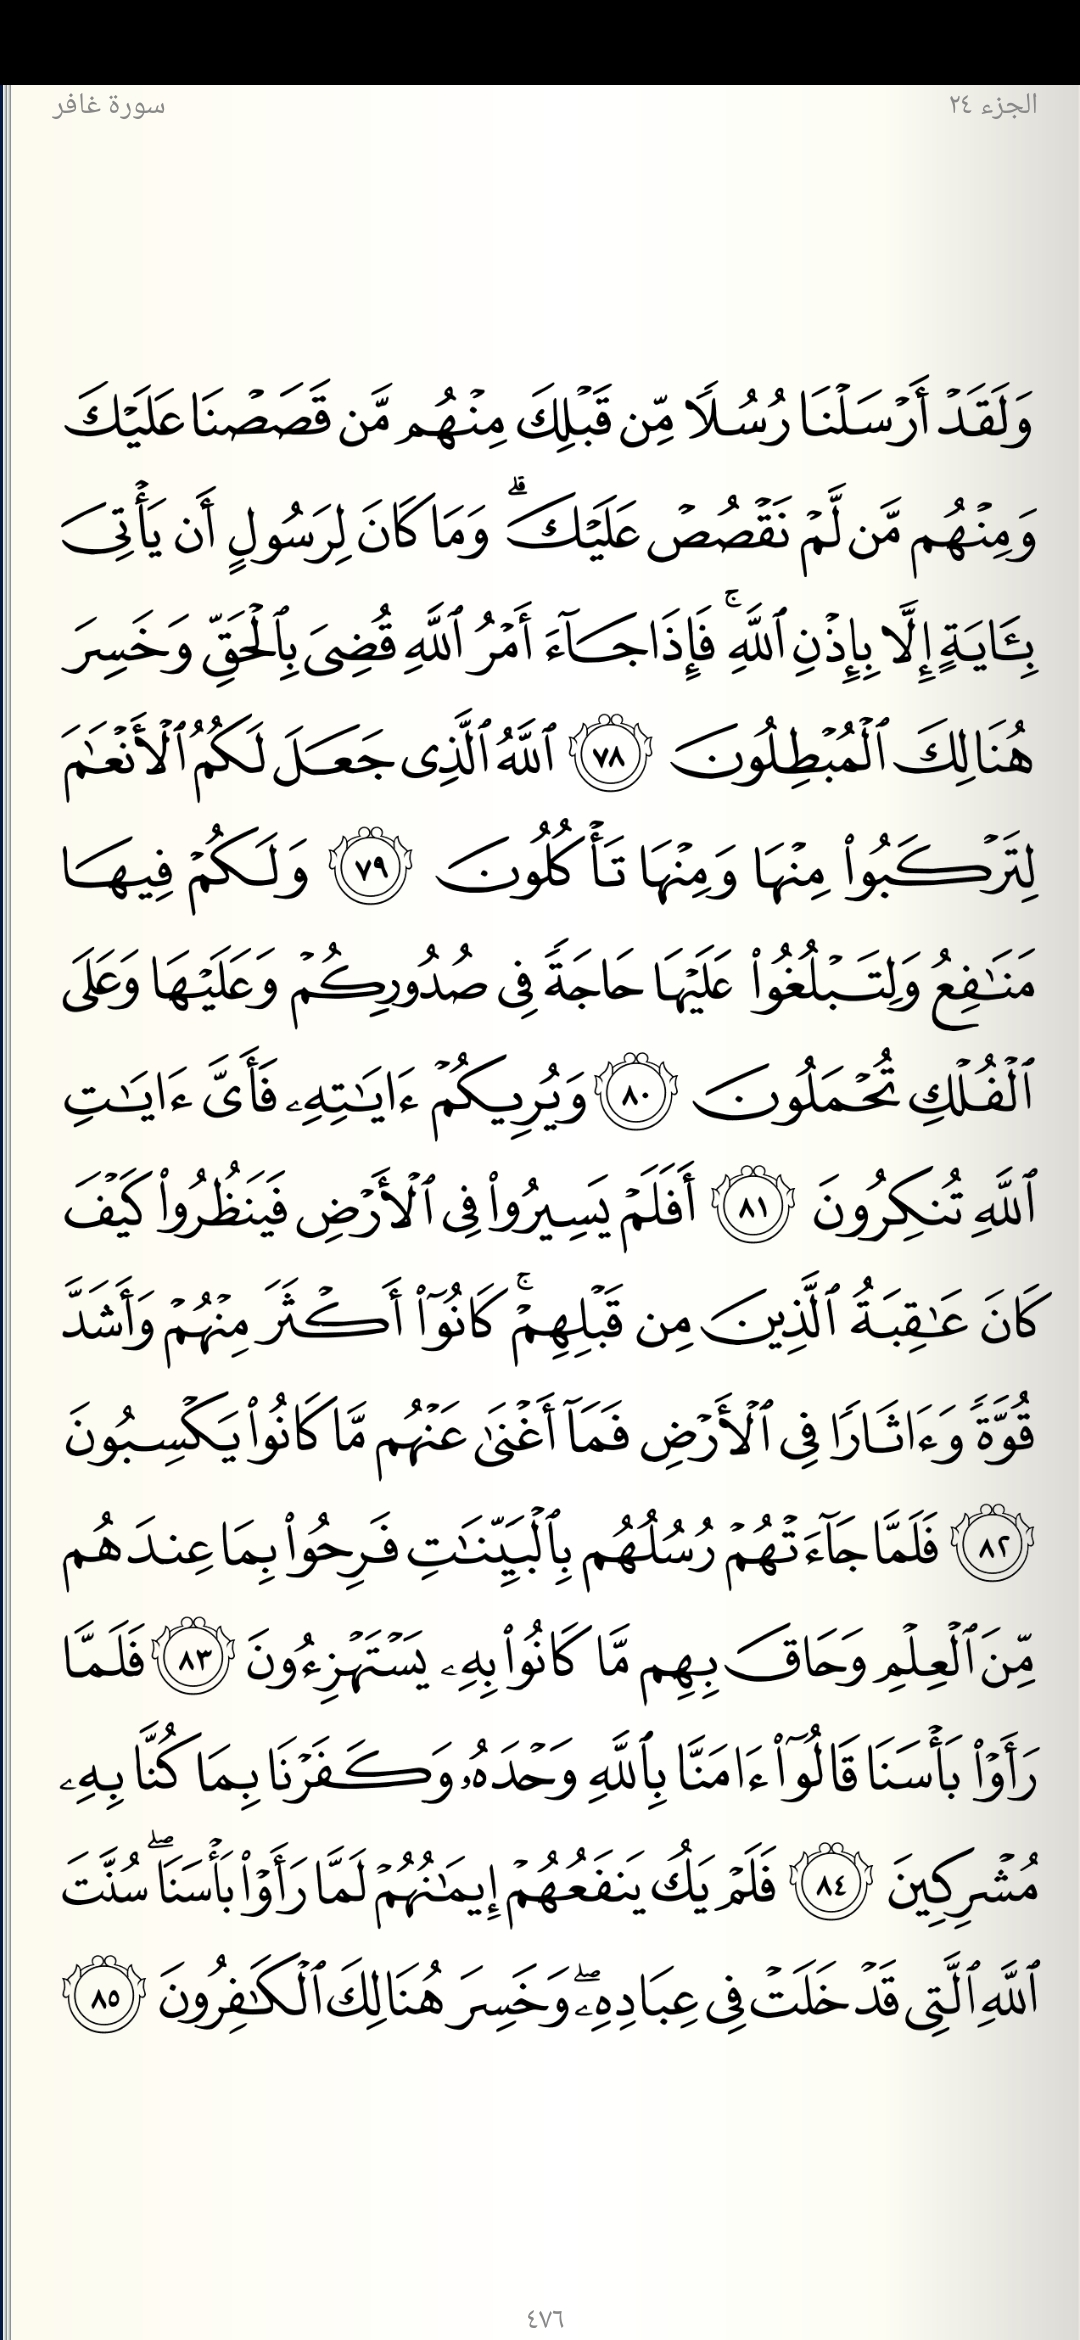 الجزء ٢٤
سورة غافر
وَلَقَدْ أَرْسَلْنَا رُسُلًا مِّن قَبْلِكَ مِنْهُم مَّن قَصَصْنَا عَلَيْكَ
وَمِنْهُم مَّن لَّمْ نَقْصُصْ عَلَيْكَ ۗ وَمَا كَانَ لِرَسُولٍ أَن يَأْتِىَ
بِـَٔايَةٍ إِلَّا بِإِذْنِ ٱللَّهِ ۚ فَإِذَا جَآءَ أَمْرُ ٱللَّهِ قُضِىَ بِٱلْحَقِّ وَخَسِرَ
هُنَالِكَ ٱلْمُبْطِلُونَ ٧٨ ٱللَّهُ ٱلَّذِى جَعَلَ لَكُمُ ٱلْأَنْعَٰمَ
لِتَرْكَبُوا۟ مِنْهَا وَمِنْهَا تَأْكُلُونَ ٧٩ وَلَكُمْ فِيهَا
مَنَٰفِعُ وَلِتَبْلُغُوا۟ عَلَيْهَا حَاجَةً فِى صُدُورِكُمْ وَعَلَيْهَا وَعَلَى
ٱلْفُلْكِ تُحْمَلُونَ ٨٠ وَيُرِيكُمْ ءَايَٰتِهِۦ فَأَىَّ ءَايَٰتِ
ٱللَّهِ تُنكِرُونَ ٨١ أَفَلَمْ يَسِيرُوا۟ فِى ٱلْأَرْضِ فَيَنظُرُوا۟ كَيْفَ
كَانَ عَٰقِبَةُ ٱلَّذِينَ مِن قَبْلِهِمْ ۚ كَانُوٓا۟ أَكْثَرَ مِنْهُمْ وَأَشَدَّ
قُوَّةً وَءَاثَارًا فِى ٱلْأَرْضِ فَمَآ أَغْنَىٰ عَنْهُم مَّا كَانُوا۟ يَكْسِبُونَ
٨٢ فَلَمَّا جَآءَتْهُمْ رُسُلُهُم بِٱلْبَيِّنَٰتِ فَرِحُوا۟ بِمَا عِندَهُم
مِّنَ ٱلْعِلْمِ وَحَاقَ بِهِم مَّا كَانُوا۟ بِهِۦ يَسْتَهْزِءُونَ ٨٣ فَلَمَّا
رَأَوْا۟ بَأْسَنَا قَالُوٓا۟ ءَامَنَّا بِٱللَّهِ وَحْدَهُۥ وَكَفَرْنَا بِمَا كُنَّا بِهِۦ
مُشْرِكِينَ ٨٤ فَلَمْ يَكُ يَنفَعُهُمْ إِيمَٰنُهُمْ لَمَّا رَأَوْا۟ بَأْسَنَا ۖ سُنَّتَ
ٱللَّهِ ٱلَّتِى قَدْ خَلَتْ فِى عِبَادِهِۦ ۖ وَخَسِرَ هُنَالِكَ ٱلْكَٰفِرُونَ ٨٥
٤٧٦